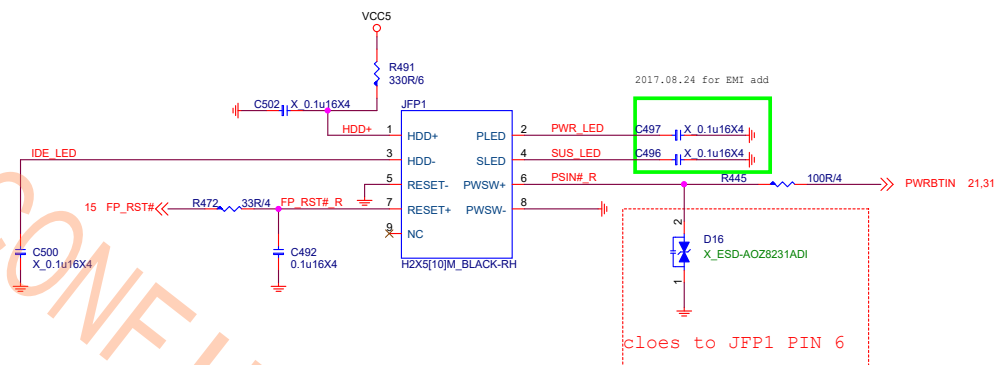 VCC5
R491
330R/6
2017.08.24 for EMI add
C502 X_0.1u16X4
JFP1
HDD+ 1 HDD+ PLED 2 PWR_LED C497 X_0.1u16X4
IDE_LED 3 HDD- SLED 4 SUS_LED C496 X_0.1u16X4
5 RESET- PWSW+ 6 PSIN#_R R445 100R/4 PWRBTIN 21,31
15 FP_RST# R472 33R/4 FP_RST#_R 7 RESET+ PWSW- 8
9 NC
2
D16
X_ESD-AOZ8231ADI
1
C500
X_0.1u16X4
C492
0.1u16X4
H2X5[10]M_BLACK-RH
cloes to JFP1 PIN 6